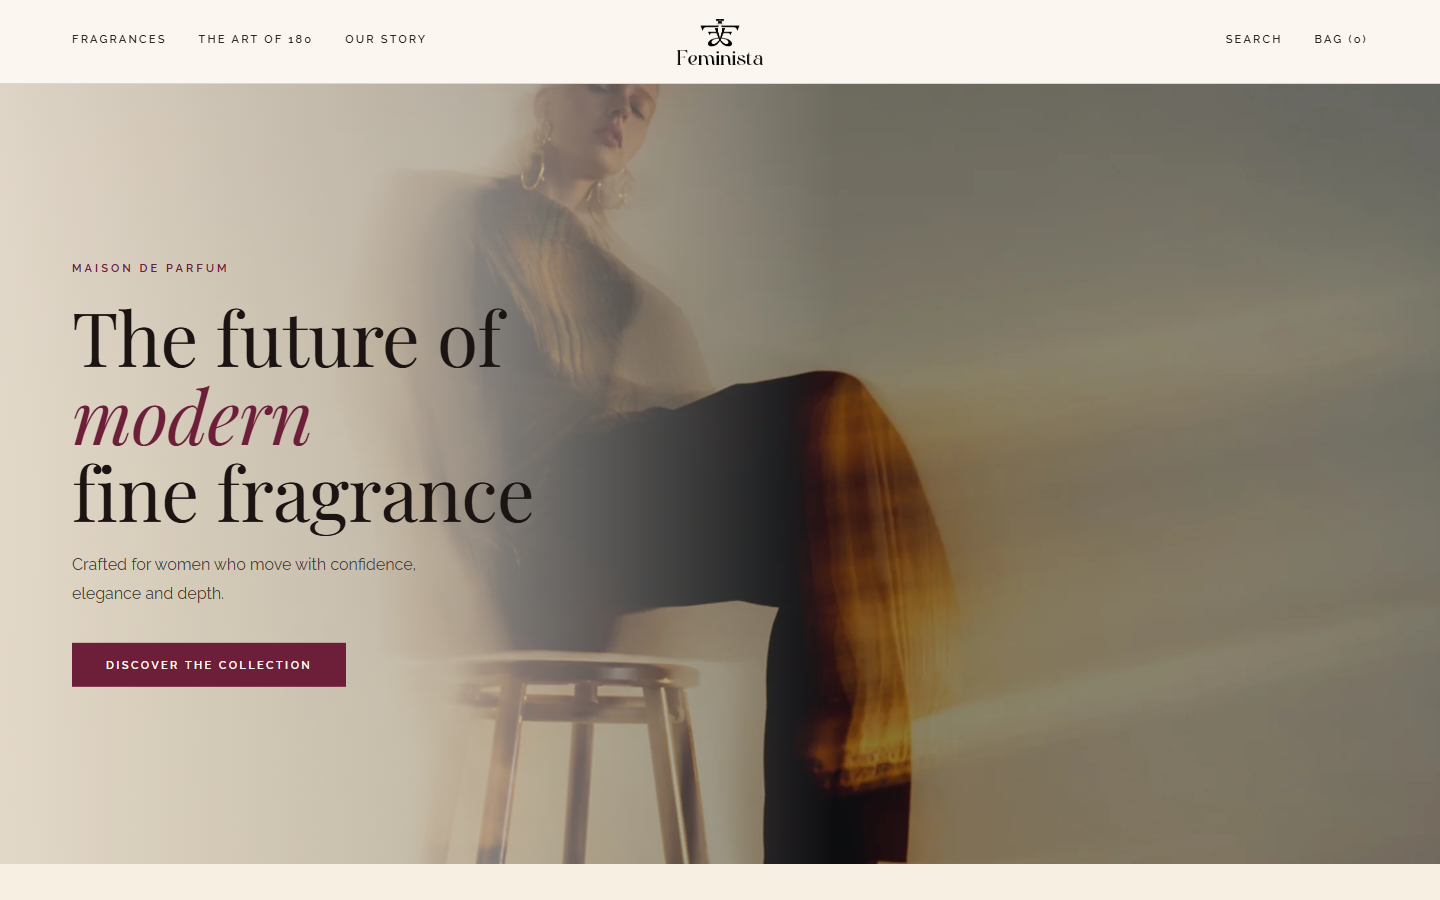 FRAGRANCES
THE ART OF 180
OUR STORY
Feminista
SEARCH
BAG (0)
MAISON DE PARFUM
The future of
modern
fine fragrance
Crafted for women who move with confidence,
elegance and depth.
DISCOVER THE COLLECTION